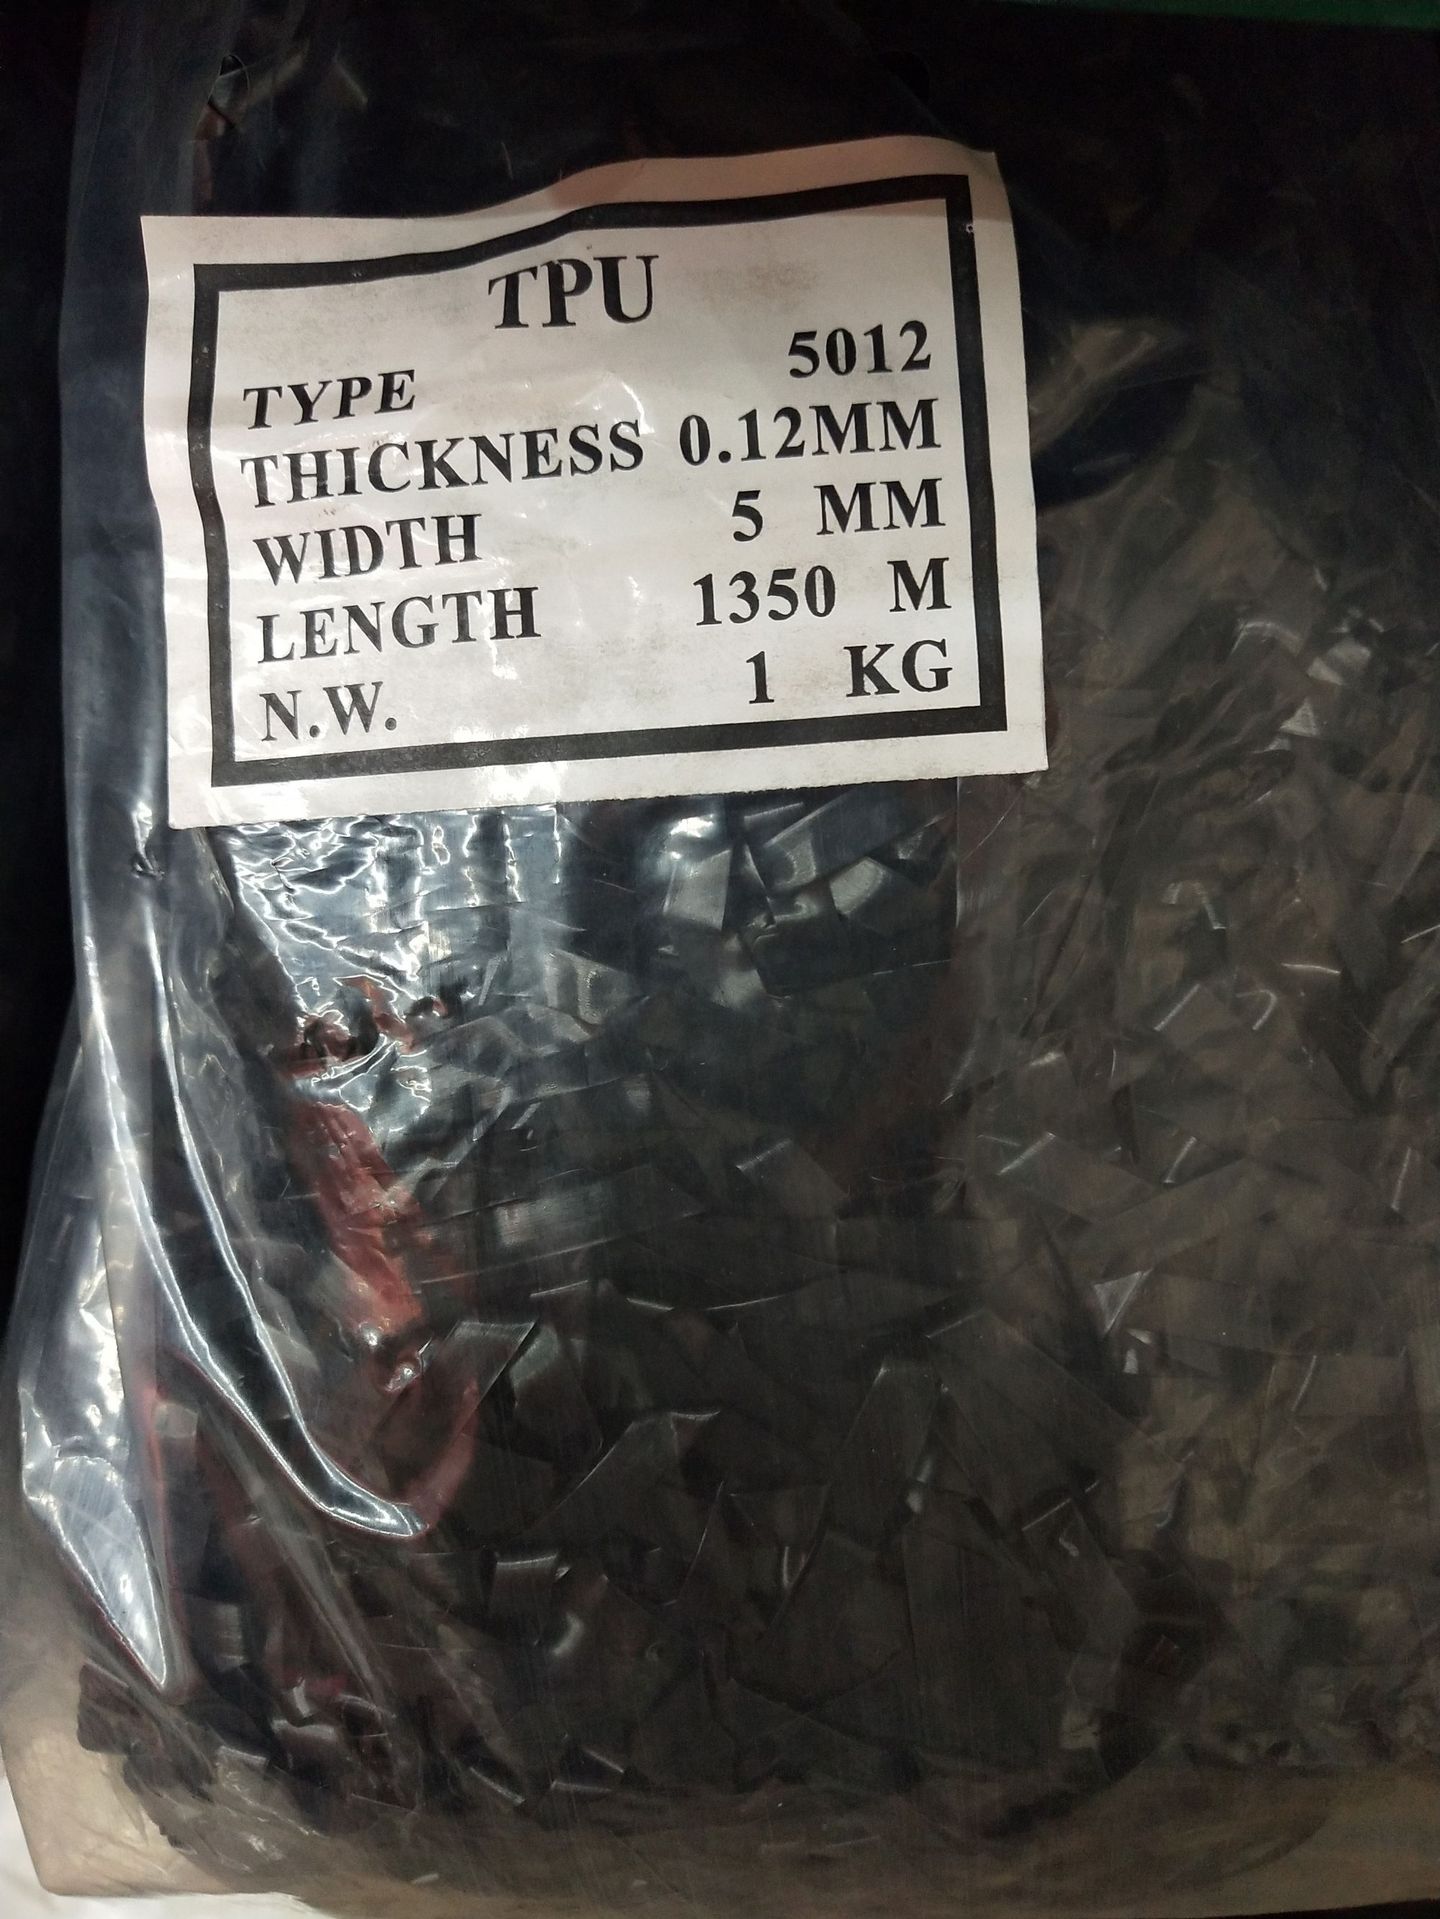 TPU
TYPE 5012
THICKNESS 0.12MM
WIDTH 5 MM
LENGTH 1350 M
N.W. 1 KG